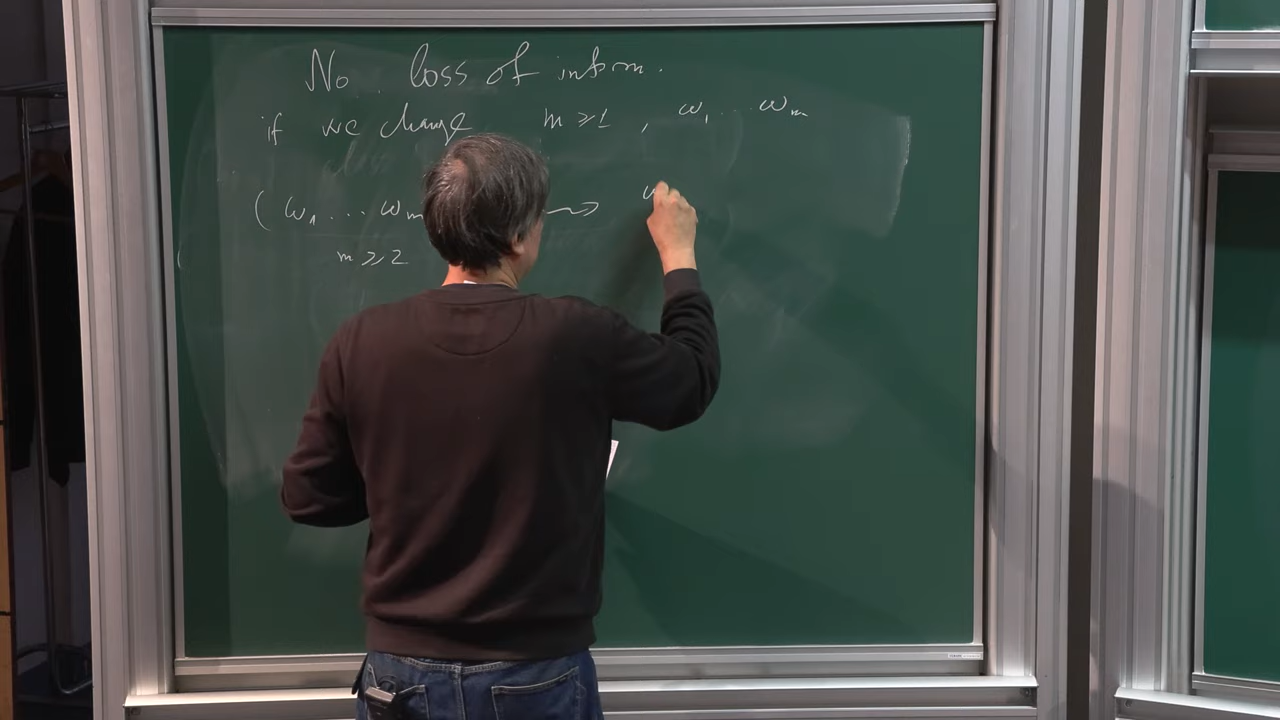 No loss of inform.
if we change m ≥ 1 , ω₁ ... ωₘ
( ω₁ ... ωₘ ⇝ ω
m ≥ 2